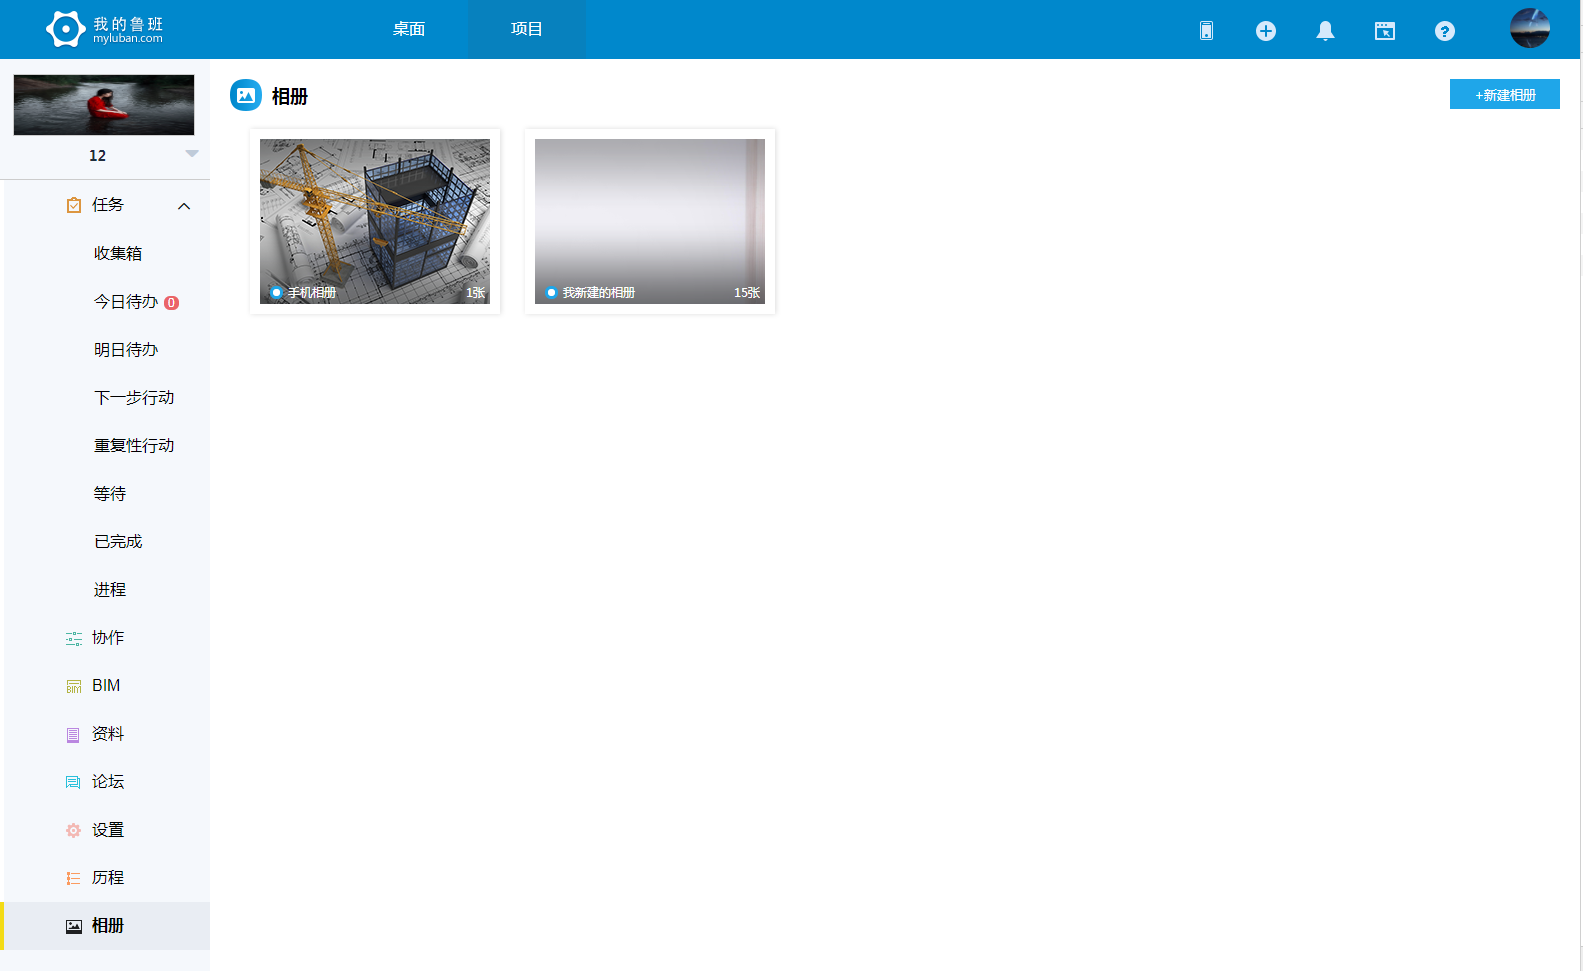 我的鲁班
myluban.com
桌面
项目
12
任务
收集箱
今日待办 0
明日待办
下一步行动
重复性行动
等待
已完成
进程
协作
BIM
资料
论坛
设置
历程
相册
相册
+新建相册
手机相册 1张
我新建的相册 15张